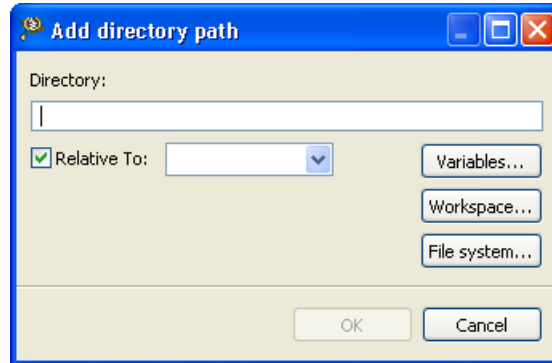 Add directory path
Directory:
Relative To:
Variables...
Workspace...
File system...
OK
Cancel